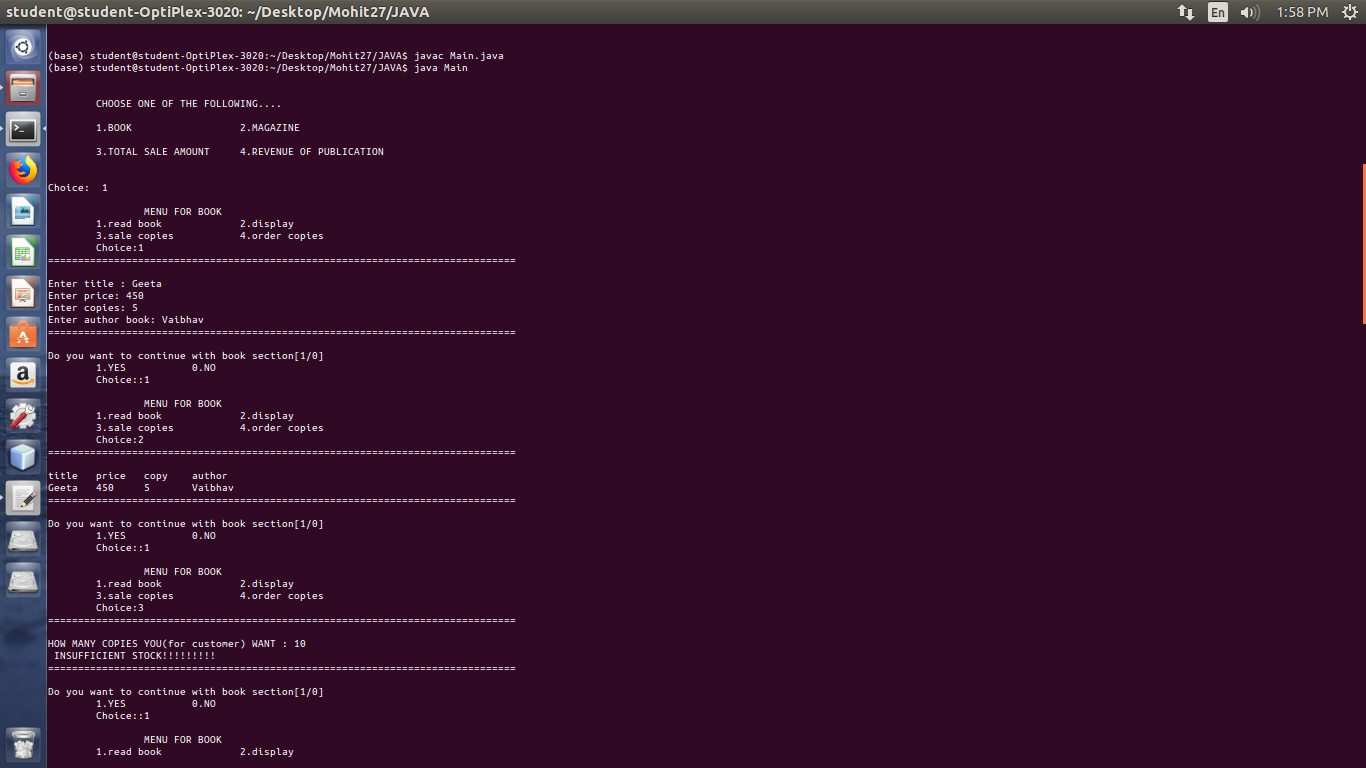 student@student-OptiPlex-3020: ~/Desktop/Mohit27/JAVA En 1:58 PM
(base) student@student-OptiPlex-3020:~/Desktop/Mohit27/JAVA$ javac Main.java
(base) student@student-OptiPlex-3020:~/Desktop/Mohit27/JAVA$ java Main
CHOOSE ONE OF THE FOLLOWING....
1.BOOK 2.MAGAZINE
3.TOTAL SALE AMOUNT 4.REVENUE OF PUBLICATION
Choice: 1
MENU FOR BOOK
1.read book 2.display
3.sale copies 4.order copies
Choice:1
==============================================================================
Enter title : Geeta
Enter price: 450
Enter copies: 5
Enter author book: Vaibhav
==============================================================================
Do you want to continue with book section[1/0]
1.YES 0.NO
Choice::1
MENU FOR BOOK
1.read book 2.display
3.sale copies 4.order copies
Choice:2
==============================================================================
title price copy author
Geeta 450 5 Vaibhav
==============================================================================
Do you want to continue with book section[1/0]
1.YES 0.NO
Choice::1
MENU FOR BOOK
1.read book 2.display
3.sale copies 4.order copies
Choice:3
==============================================================================
HOW MANY COPIES YOU(for customer) WANT : 10
INSUFFICIENT STOCK!!!!!!!!!
==============================================================================
Do you want to continue with book section[1/0]
1.YES 0.NO
Choice::1
MENU FOR BOOK
1.read book 2.display